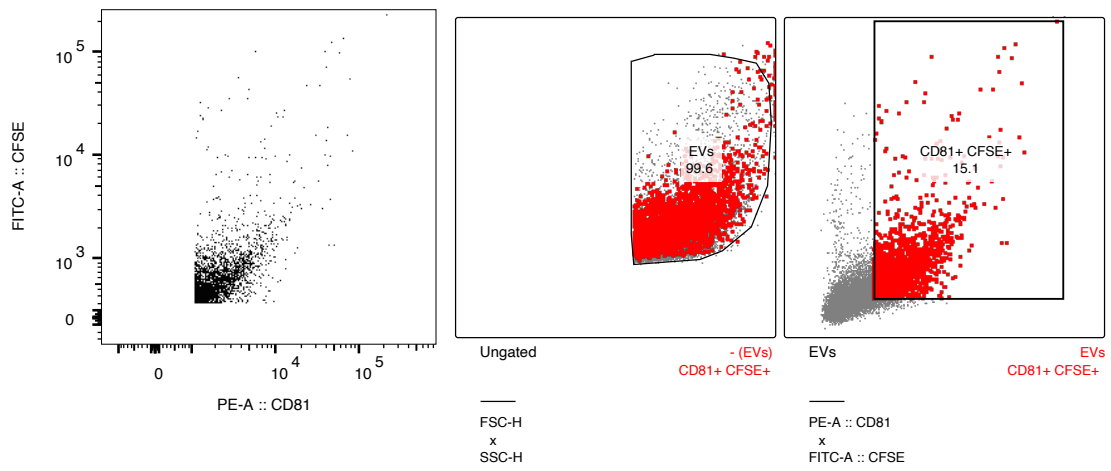 FITC-A :: CFSE
10^5
10^4
10^3
0
0
10^4
10^5
PE-A :: CD81
EVs
99.6
Ungated
- (EVs)
CD81+ CFSE+
FSC-H
x
SSC-H
CD81+ CFSE+
15.1
EVs
EVs
CD81+ CFSE+
PE-A :: CD81
x
FITC-A :: CFSE